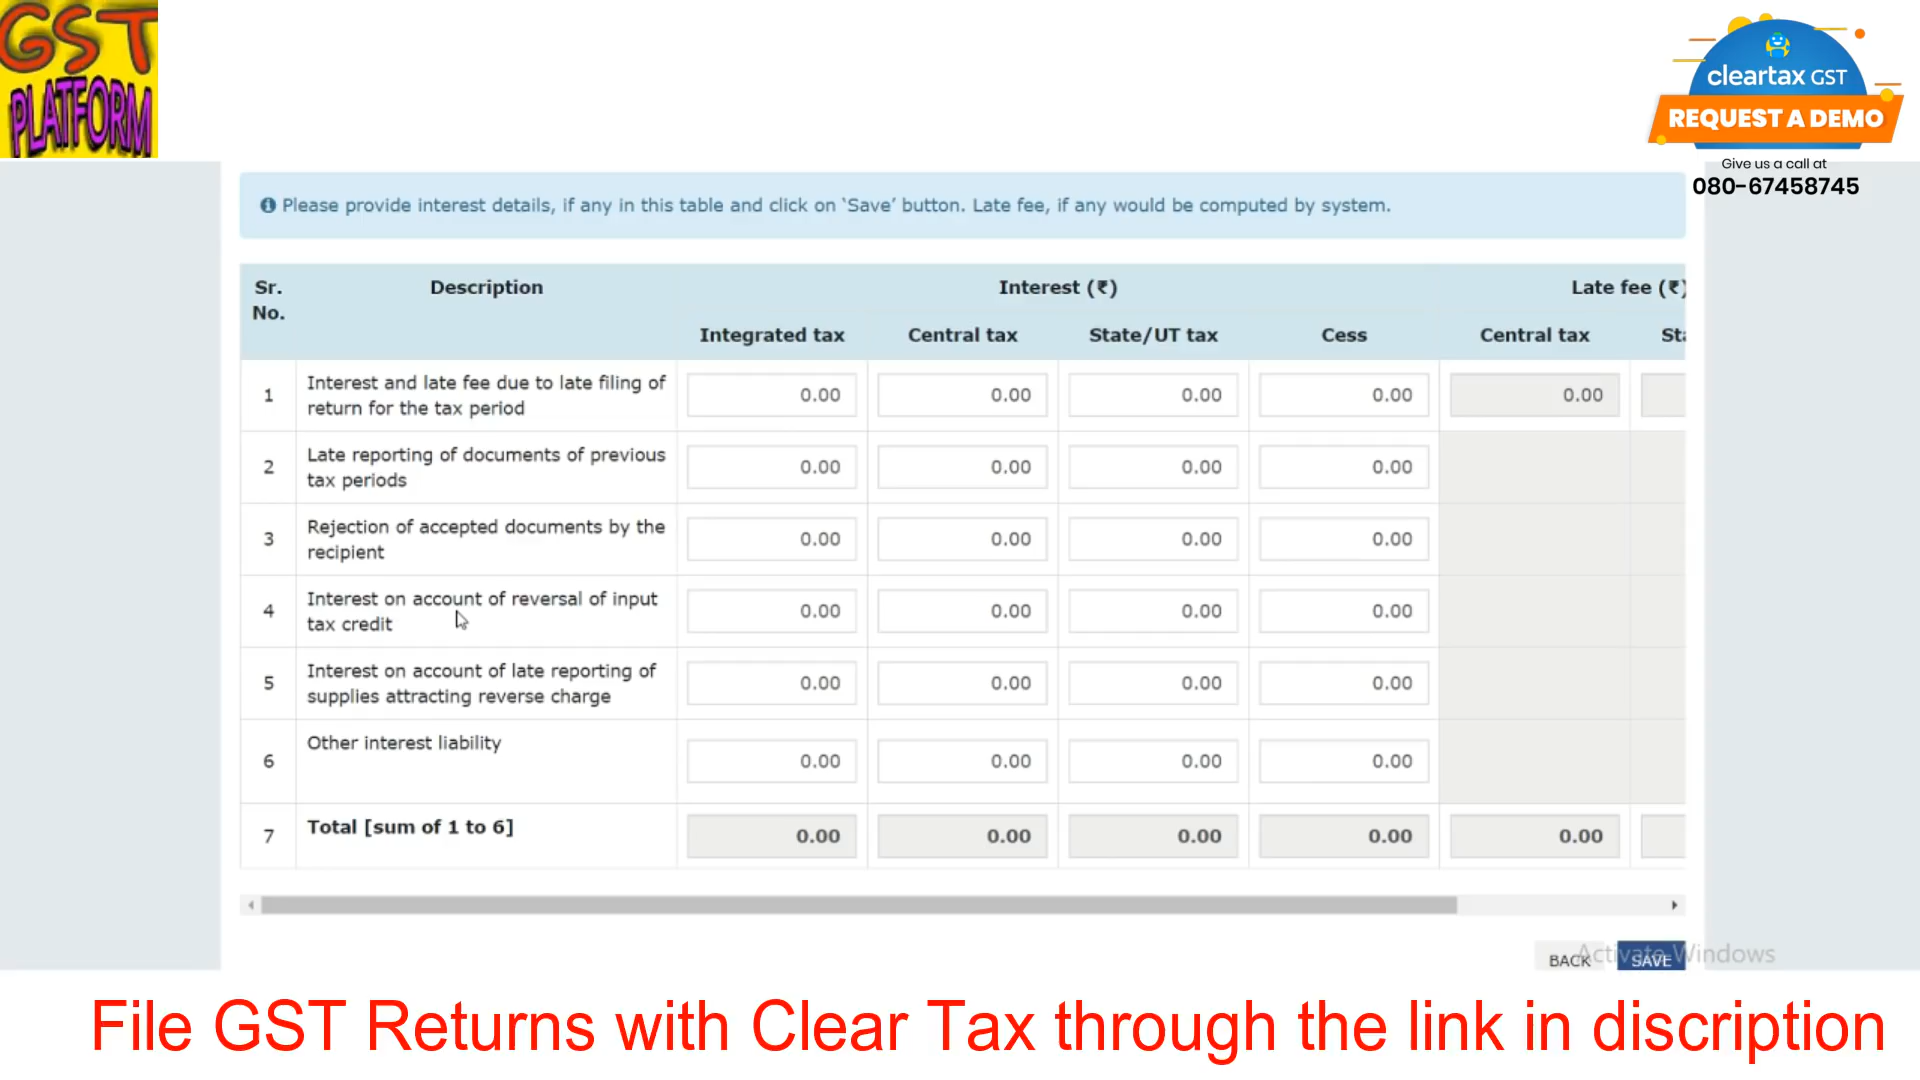 GST
PLATFORM
cleartax GST
REQUEST A DEMO
Give us a call at
080-67458745
Please provide interest details, if any in this table and click on ‘Save’ button. Late fee, if any would be computed by system.
Sr. No. Description Interest (₹) Late fee (₹)
Integrated tax Central tax State/UT tax Cess Central tax
1 Interest and late fee due to late filing of return for the tax period 0.00 0.00 0.00 0.00 0.00
2 Late reporting of documents of previous tax periods 0.00 0.00 0.00 0.00
3 Rejection of accepted documents by the recipient 0.00 0.00 0.00 0.00
4 Interest on account of reversal of input tax credit 0.00 0.00 0.00 0.00
5 Interest on account of late reporting of supplies attracting reverse charge 0.00 0.00 0.00 0.00
6 Other interest liability 0.00 0.00 0.00 0.00
7 Total [sum of 1 to 6] 0.00 0.00 0.00 0.00 0.00
BACK SAVE
Activate Windows
File GST Returns with Clear Tax through the link in discription